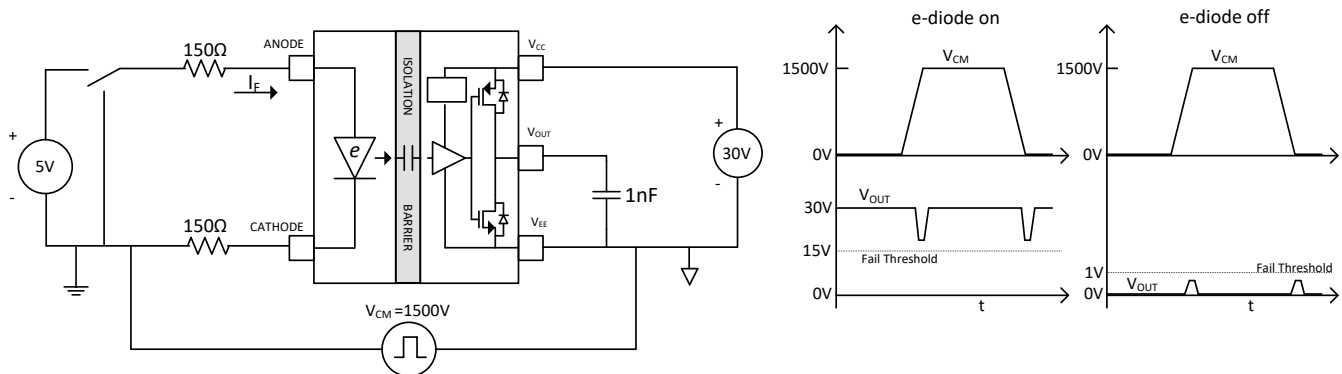 150Ω
ANODE
I_F
+
5V
-
150Ω
CATHODE
e
ISOLATION
BARRIER
V_CC
V_OUT
V_EE
1nF
+
30V
-
V_CM =1500V
e-diode on
1500V
V_CM
0V
30V
V_OUT
15V
Fail Threshold
0V
t
e-diode off
1500V
V_CM
0V
1V
Fail Threshold
V_OUT
0V
t